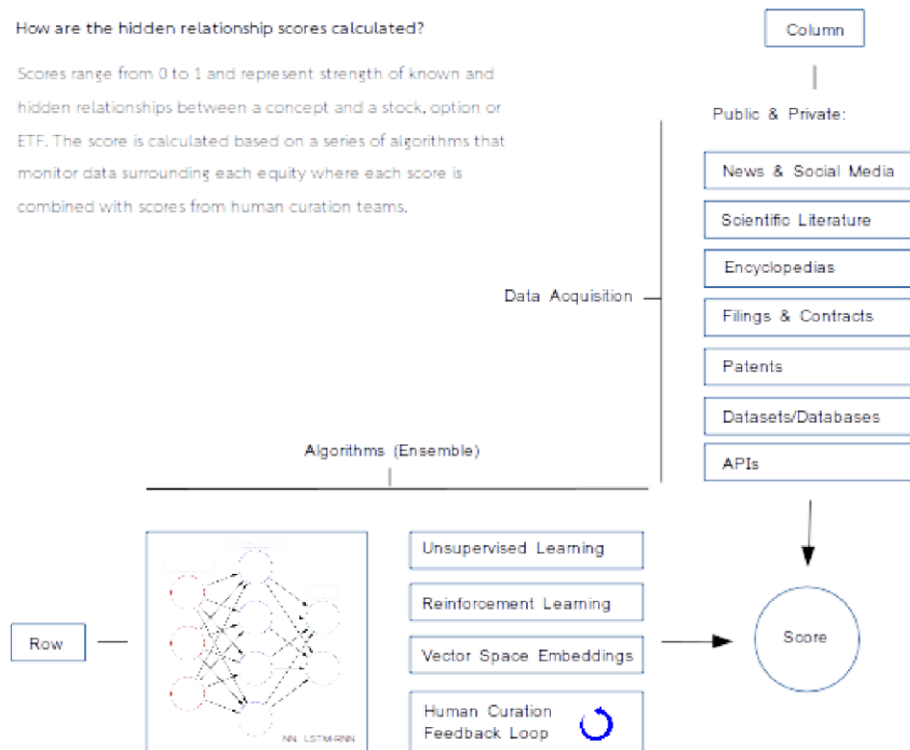 How are the hidden relationship scores calculated?
Scores range from 0 to 1 and represent strength of known and
hidden relationships between a concept and a stock, option or
ETF. The score is calculated based on a series of algorithms that
monitor data surrounding each equity where each score is
combined with scores from human curation teams.
Column
Public & Private:
News & Social Media
Scientific Literature
Encyclopedias
Data Acquisition
Filings & Contracts
Patents
Datasets/Databases
APIs
Algorithms (Ensemble)
Row
NN, LSTM-RNN
Unsupervised Learning
Reinforcement Learning
Vector Space Embeddings
Human Curation
Feedback Loop
Score